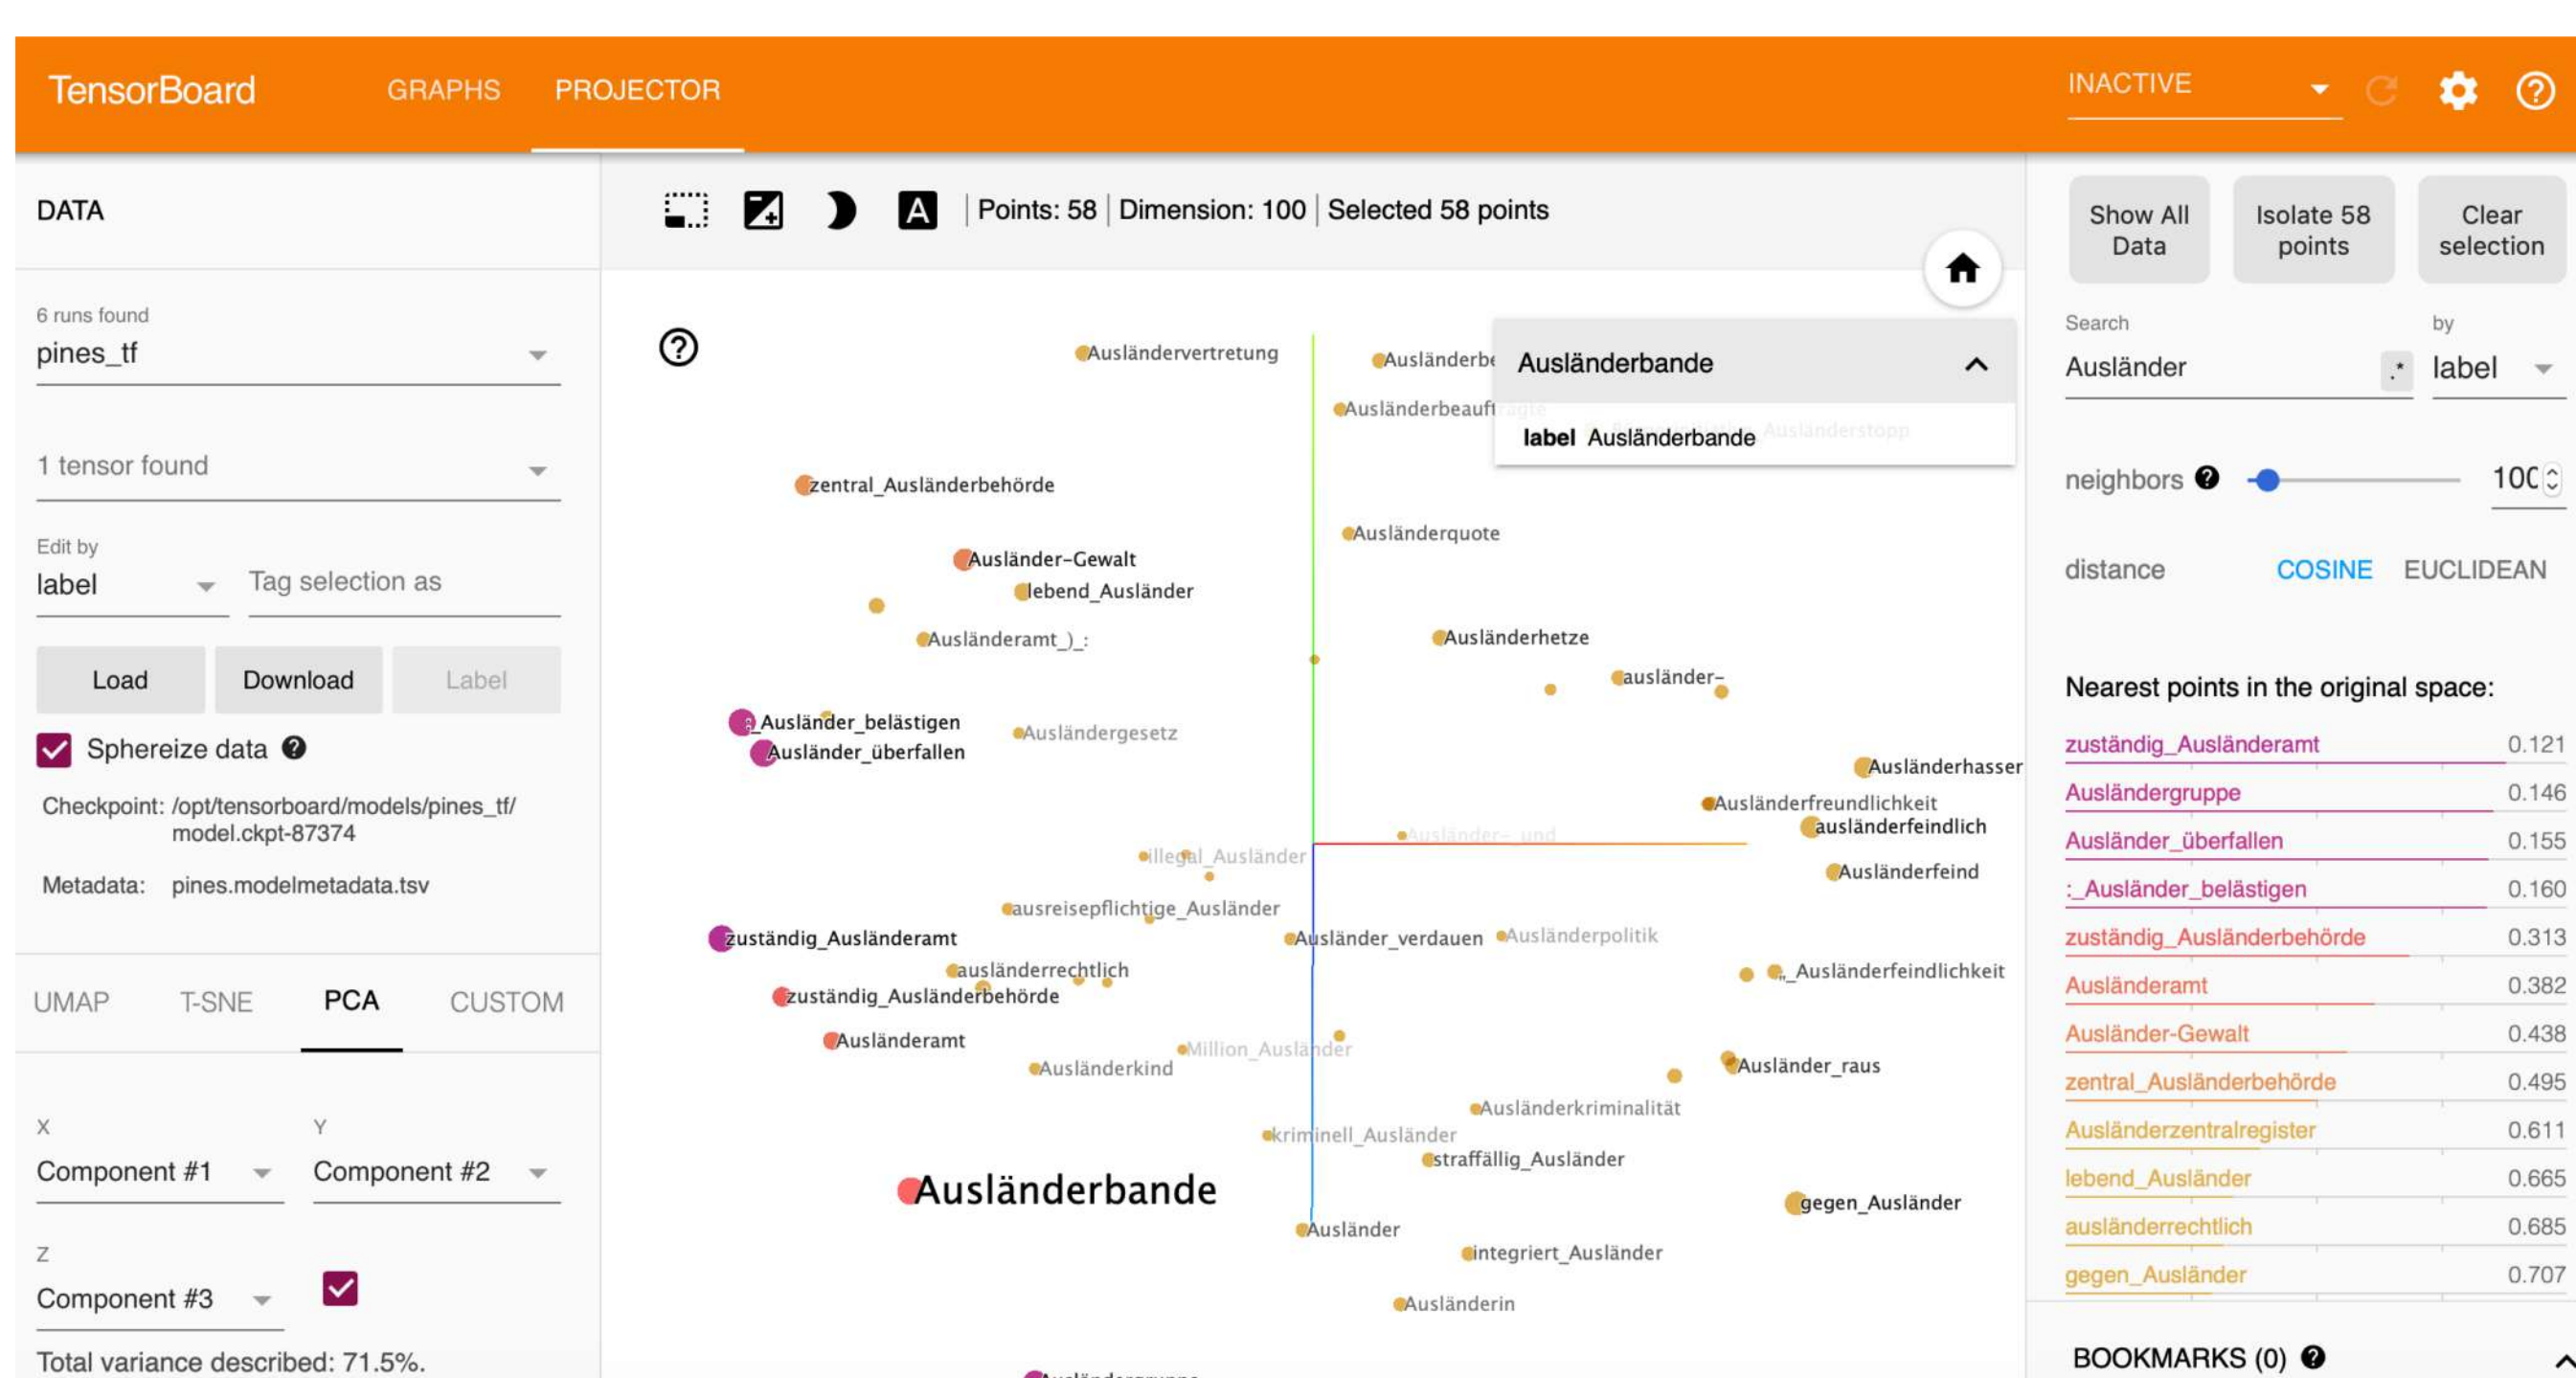 TensorBoard GRAPHS PROJECTOR INACTIVE
DATA
6 runs found
pines_tf
1 tensor found
Edit by
label Tag selection as
Load Download Label
Sphereize data
Checkpoint: /opt/tensorboard/models/pines_tf/
model.ckpt-87374
Metadata: pines.modelmetadata.tsv
UMAP T-SNE PCA CUSTOM
X Y
Component #1 Component #2
Z
Component #3
Total variance described: 71.5%.
Points: 58 Dimension: 100 Selected 58 points
Ausländerbande
label Ausländerbande
Ausländervertretung
Ausländerbe
Ausländerbeauftragte
Ausländerstopp
zentral_Ausländerbehörde
Ausländerquote
Ausländer-Gewalt
lebend_Ausländer
Ausländeramt_)_:
Ausländerhetze
ausländer-
:_Ausländer_belästigen
Ausländergesetz
Ausländer_überfallen
Ausländerhasser
Ausländerfreundlichkeit
ausländerfeindlich
Ausländer-_und
illegal_Ausländer
Ausländerfeind
ausreisepflichtige_Ausländer
zuständig_Ausländeramt
Ausländer_verdauen
Ausländerpolitik
ausländerrechtlich
„_Ausländerfeindlichkeit
zuständig_Ausländerbehörde
Ausländeramt
Million_Ausländer
Ausländerkind
Ausländer_raus
Ausländerkriminalität
kriminell_Ausländer
straffällig_Ausländer
Ausländerbande
gegen_Ausländer
Ausländer
integriert_Ausländer
Ausländerin
Show All Data
Isolate 58 points
Clear selection
Search by
Ausländer .* label
neighbors 100
distance COSINE EUCLIDEAN
Nearest points in the original space:
zuständig_Ausländeramt 0.121
Ausländergruppe 0.146
Ausländer_überfallen 0.155
:_Ausländer_belästigen 0.160
zuständig_Ausländerbehörde 0.313
Ausländeramt 0.382
Ausländer-Gewalt 0.438
zentral_Ausländerbehörde 0.495
Ausländerzentralregister 0.611
lebend_Ausländer 0.665
ausländerrechtlich 0.685
gegen_Ausländer 0.707
BOOKMARKS (0)